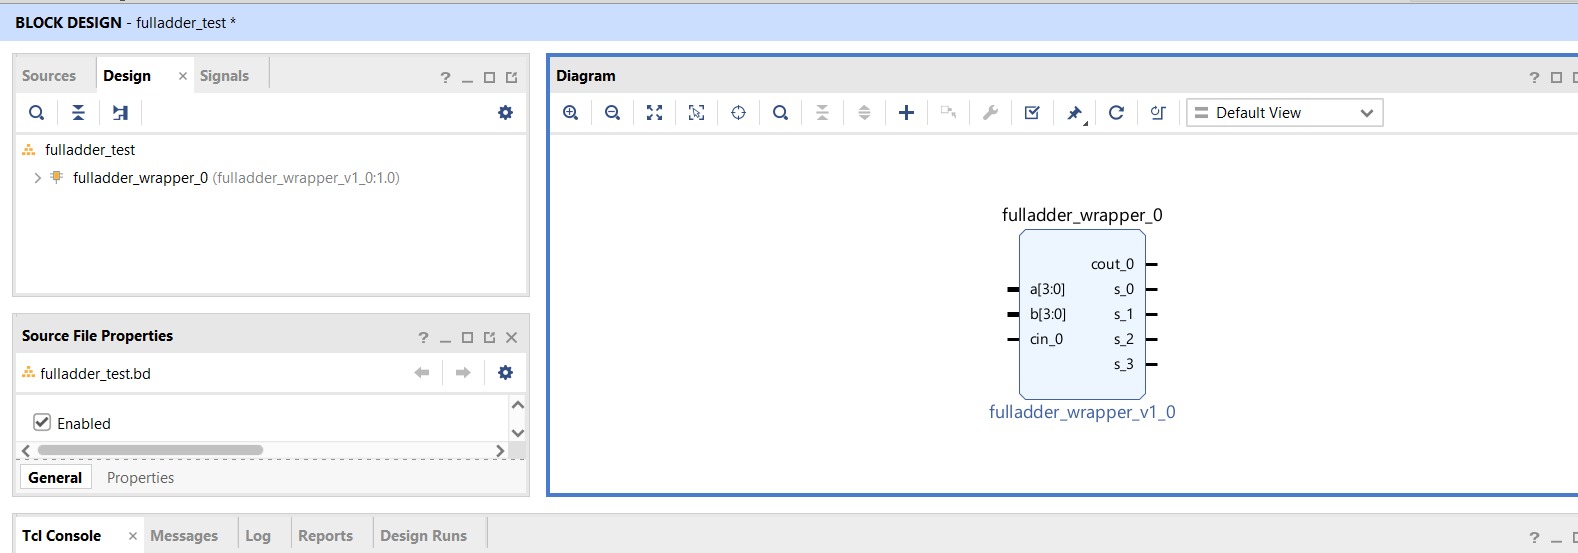 BLOCK DESIGN - fulladder_test *
Sources Design × Signals ?
fulladder_test
fulladder_wrapper_0 (fulladder_wrapper_v1_0:1.0)
Source File Properties ?
fulladder_test.bd
Enabled
General Properties
Diagram ?
Default View
fulladder_wrapper_0
cout_0
a[3:0] s_0
b[3:0] s_1
cin_0 s_2
s_3
fulladder_wrapper_v1_0
Tcl Console × Messages Log Reports Design Runs ?